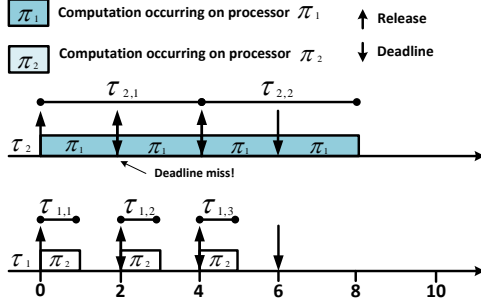 π₁ Computation occurring on processor π₁ Release
π₂ Computation occurring on processor π₂ Deadline
τ₂,₁ τ₂,₂
τ₂ π₁ π₁ π₁ π₁
Deadline miss!
τ₁,₁ τ₁,₂ τ₁,₃
τ₁ π₂ π₂ π₂
0 2 4 6 8 10